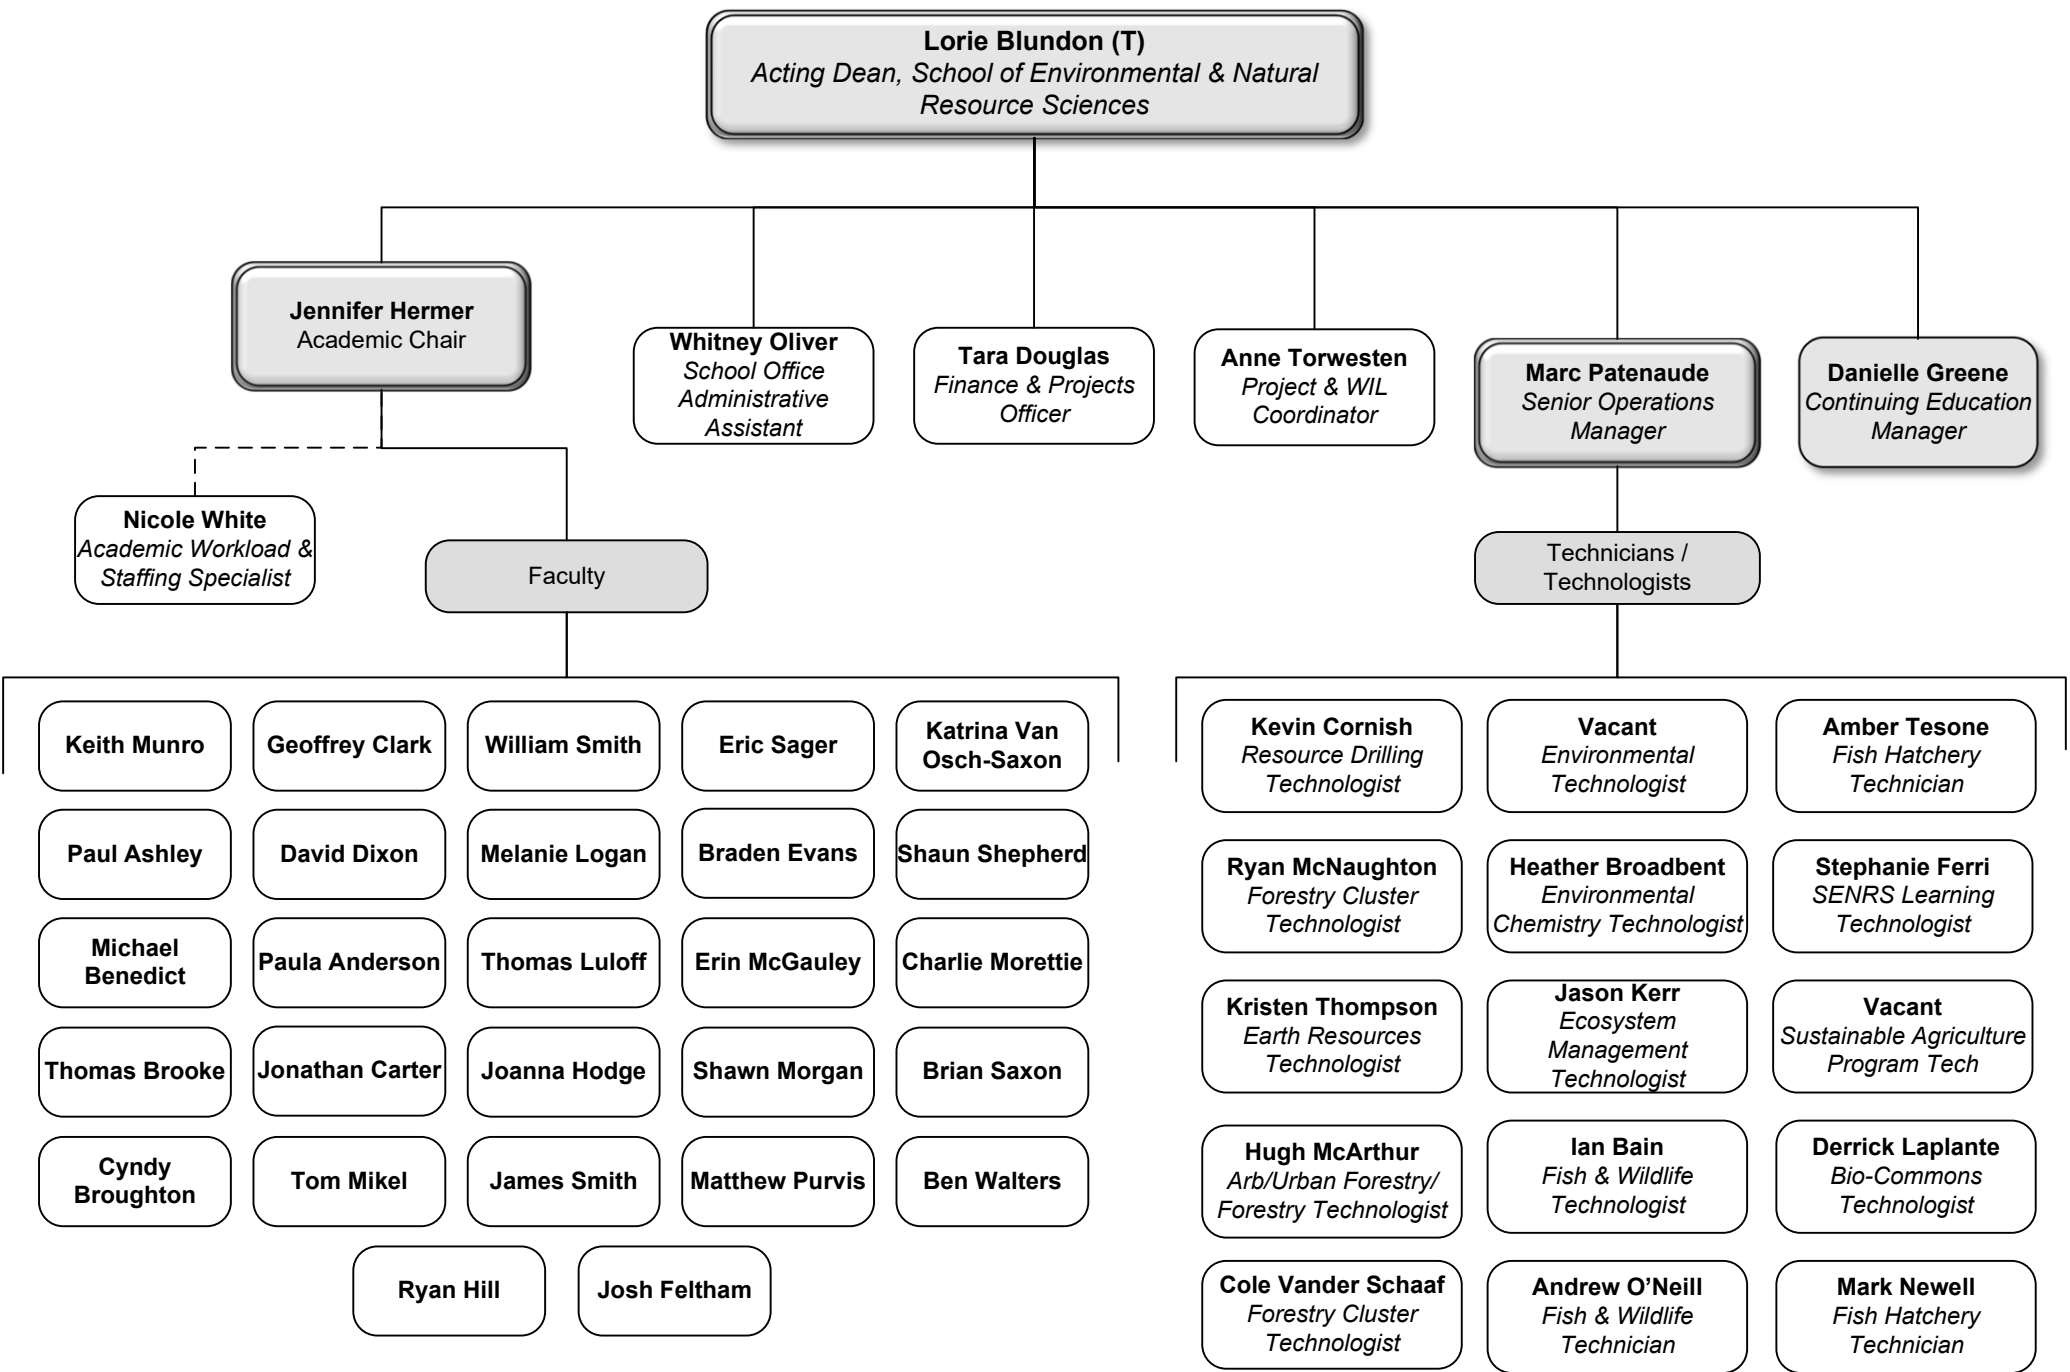 Lorie Blundon (T)
Acting Dean, School of Environmental & Natural
Resource Sciences
Jennifer Hermer
Academic Chair
Whitney Oliver
School Office
Administrative
Assistant
Tara Douglas
Finance & Projects
Officer
Anne Torwesten
Project & WIL
Coordinator
Marc Patenaude
Senior Operations
Manager
Danielle Greene
Continuing Education
Manager
Nicole White
Academic Workload &
Staffing Specialist
Faculty
Technicians /
Technologists
Keith Munro
Geoffrey Clark
William Smith
Eric Sager
Katrina Van
Osch-Saxon
Paul Ashley
David Dixon
Melanie Logan
Braden Evans
Shaun Shepherd
Michael
Benedict
Paula Anderson
Thomas Luloff
Erin McGauley
Charlie Morettie
Thomas Brooke
Jonathan Carter
Joanna Hodge
Shawn Morgan
Brian Saxon
Cyndy
Broughton
Tom Mikel
James Smith
Matthew Purvis
Ben Walters
Ryan Hill
Josh Feltham
Kevin Cornish
Resource Drilling
Technologist
Vacant
Environmental
Technologist
Amber Tesone
Fish Hatchery
Technician
Ryan McNaughton
Forestry Cluster
Technologist
Heather Broadbent
Environmental
Chemistry Technologist
Stephanie Ferri
SENRS Learning
Technologist
Kristen Thompson
Earth Resources
Technologist
Jason Kerr
Ecosystem
Management
Technologist
Vacant
Sustainable Agriculture
Program Tech
Hugh McArthur
Arb/Urban Forestry/
Forestry Technologist
Ian Bain
Fish & Wildlife
Technologist
Derrick Laplante
Bio-Commons
Technologist
Cole Vander Schaaf
Forestry Cluster
Technologist
Andrew O’Neill
Fish & Wildlife
Technician
Mark Newell
Fish Hatchery
Technician